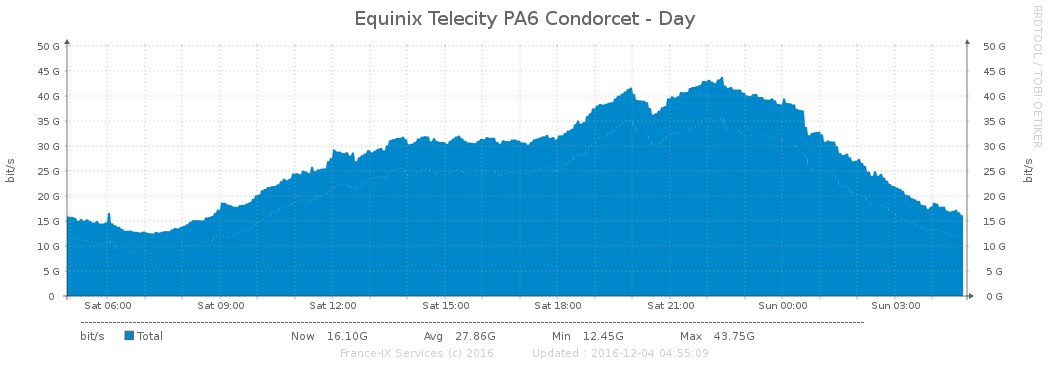 Equinix Telecity PA6 Condorcet - Day
RRDTOOL / TOBI OETIKER
bit/s
50 G 50 G
45 G 45 G
40 G 40 G
35 G 35 G
30 G 30 G
25 G 25 G
20 G 20 G
15 G 15 G
10 G 10 G
5 G 5 G
0 0 G
bit/s
Sat 06:00 Sat 09:00 Sat 12:00 Sat 15:00 Sat 18:00 Sat 21:00 Sun 00:00 Sun 03:00
bit/s Total Now 16.10G Avg 27.86G Min 12.45G Max 43.75G
France-IX Services (c) 2016 Updated : 2016-12-04 04:55:09